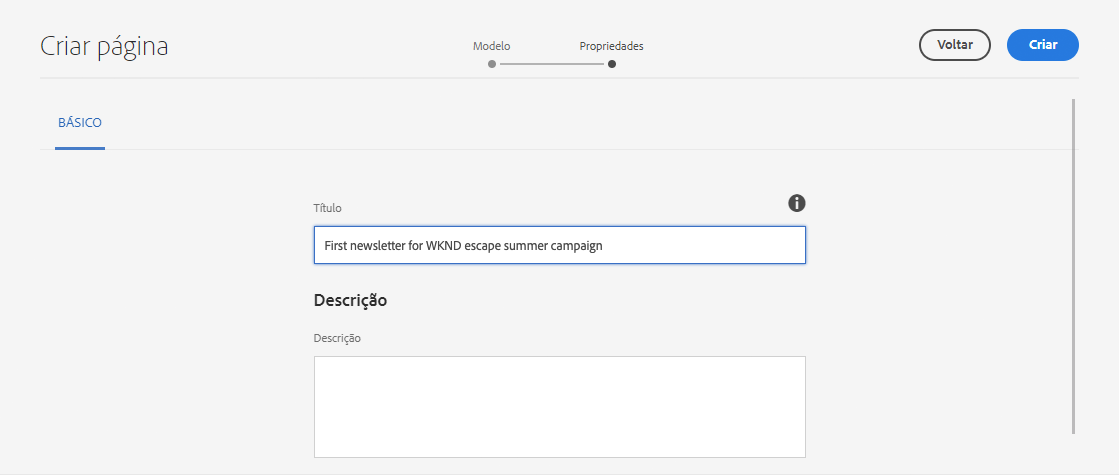 Criar página
Modelo
Propriedades
Voltar
Criar
BÁSICO
Título
First newsletter for WKND escape summer campaign
Descrição
Descrição